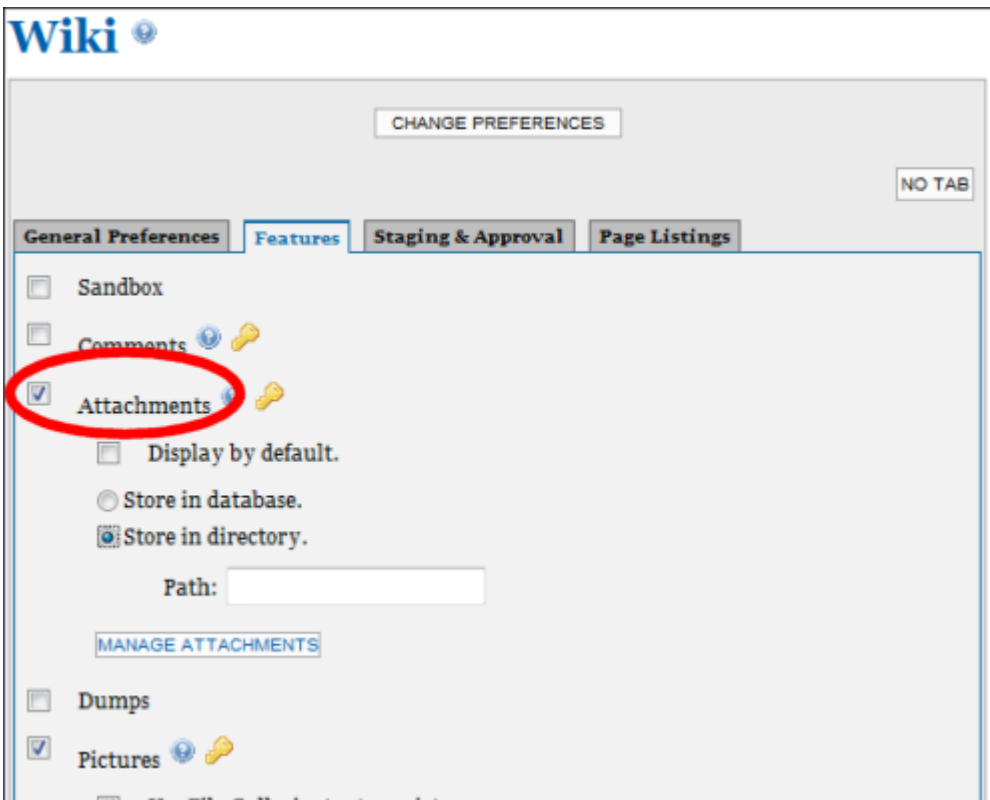 Wiki
CHANGE PREFERENCES
NO TAB
General Preferences Features Staging & Approval Page Listings
Sandbox
Comments
Attachments
Display by default.
Store in database.
Store in directory.
Path:
MANAGE ATTACHMENTS
Dumps
Pictures